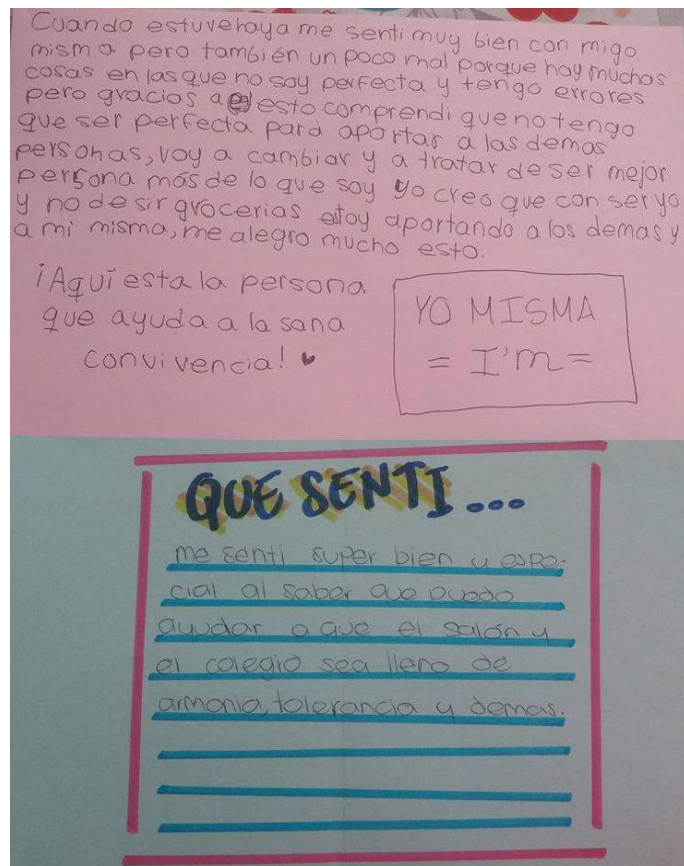 Cuando estuve haya me senti muy bien con migo
misma pero también un poco mal porque hay muchas
cosas en las que no soy perfecta y tengo errores
pero gracias a esto comprendi que no tengo
que ser perfecta para aportar a las demas
personas, voy a cambiar y a tratar de ser mejor
persona más de lo que soy yo creo que con ser yo
y no desir grocerias estoy aportando a los demas y
a mi misma, me alegro mucho esto.
¡Aqui esta la persona
que ayuda a la sana
convivencia!
YO MISMA
= I'm =
QUE SENTI...
me senti super bien y espe-
cial al saber que puedo
ayudar a que el salón y
el colegio sea lleno de
armonia, tolerancia y demas.